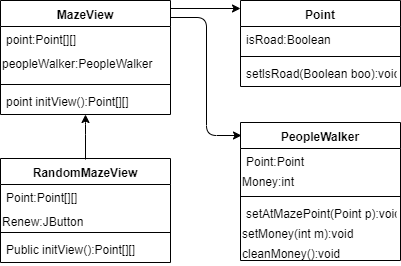 MazeView
point:Point[][]
peopleWalker:PeopleWalker
point initView():Point[][]
Point
isRoad:Boolean
setIsRoad(Boolean boo):void
RandomMazeView
Point:Point[][]
Renew:JButton
Public initView():Point[][]
PeopleWalker
Point:Point
Money:int
setAtMazePoint(Point p):void
setMoney(int m):void
cleanMoney():void